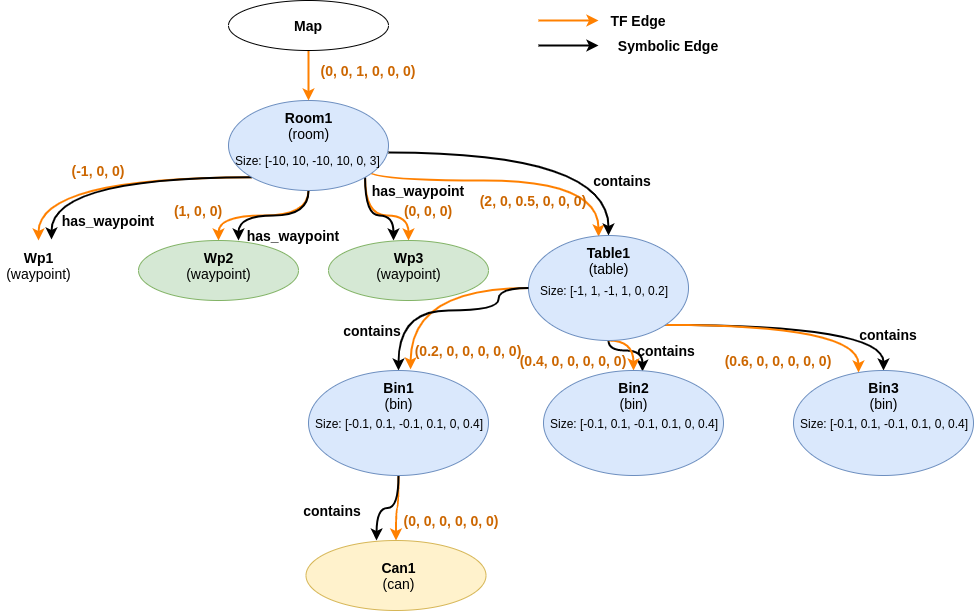 Map
TF Edge
Symbolic Edge
(0, 0, 1, 0, 0, 0)
Room1
(room)
Size: [-10, 10, -10, 10, 0, 3]
(-1, 0, 0)
has_waypoint
(1, 0, 0)
has_waypoint
has_waypoint
(0, 0, 0)
(2, 0, 0.5, 0, 0, 0)
contains
Wp1
(waypoint)
Wp2
(waypoint)
Wp3
(waypoint)
Table1
(table)
Size: [-1, 1, -1, 1, 0, 0.2]
contains
(0.2, 0, 0, 0, 0, 0)
(0.4, 0, 0, 0, 0, 0)
contains
(0.6, 0, 0, 0, 0, 0)
contains
Bin1
(bin)
Size: [-0.1, 0.1, -0.1, 0.1, 0, 0.4]
Bin2
(bin)
Size: [-0.1, 0.1, -0.1, 0.1, 0, 0.4]
Bin3
(bin)
Size: [-0.1, 0.1, -0.1, 0.1, 0, 0.4]
contains
(0, 0, 0, 0, 0, 0)
Can1
(can)